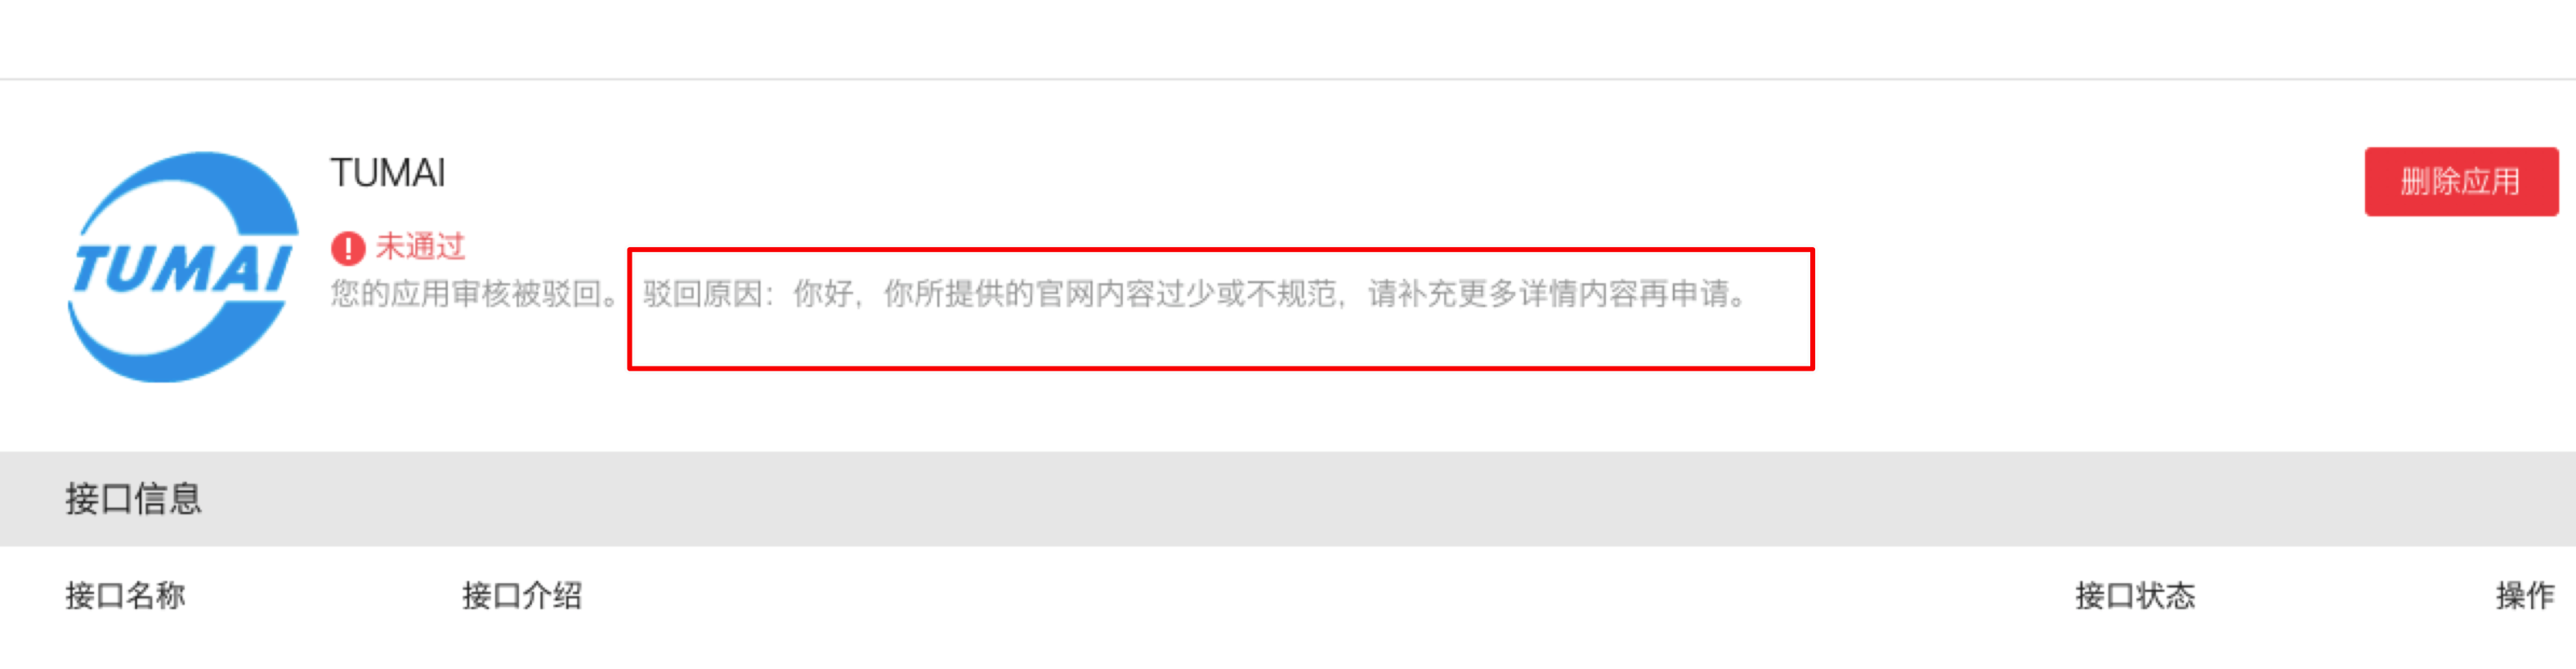 TUMAI
TUMAI
未通过
删除应用
您的应用审核被驳回。 驳回原因：你好，你所提供的官网内容过少或不规范，请补充更多详情内容再申请。
接口信息
接口名称 接口介绍 接口状态 操作